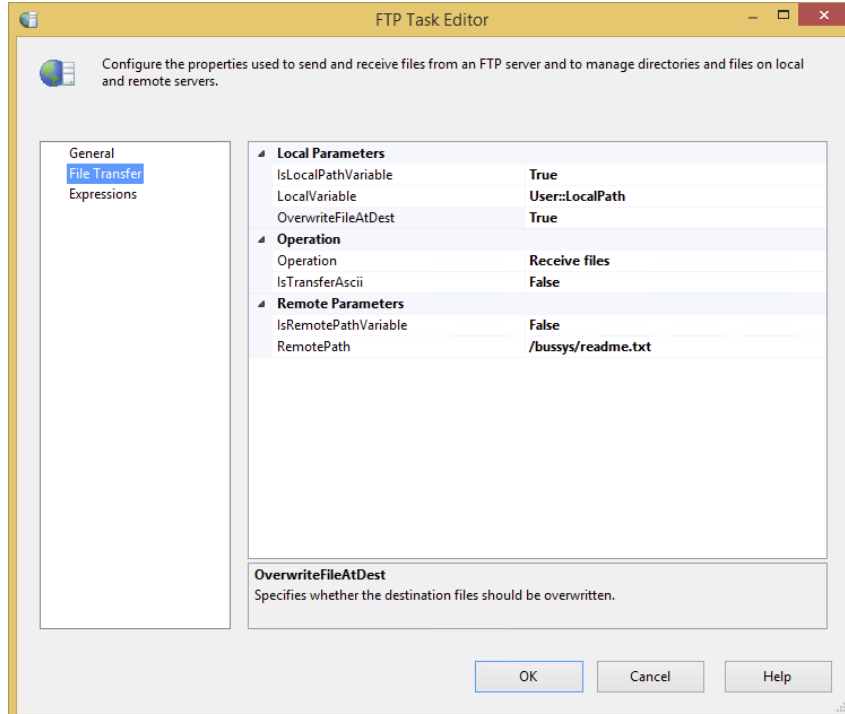 FTP Task Editor
Configure the properties used to send and receive files from an FTP server and to manage directories and files on local
and remote servers.
General
File Transfer
Expressions
Local Parameters
IsLocalPathVariable True
LocalVariable User::LocalPath
OverwriteFileAtDest True
Operation
Operation Receive files
IsTransferAscii False
Remote Parameters
IsRemotePathVariable False
RemotePath /bussys/readme.txt
OverwriteFileAtDest
Specifies whether the destination files should be overwritten.
OK Cancel Help